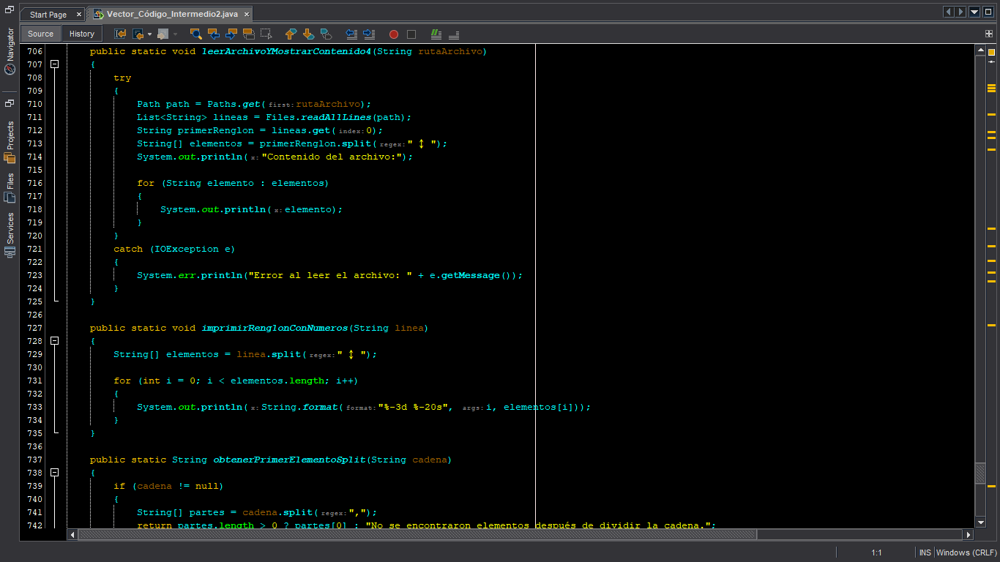 Start Page
Vector_Código_Intermedio2.java
Source
History
Navigator
Projects
Files
Services
706 public static void leerArchivoYMostrarContenido4(String rutaArchivo)
707 {
708 try
709 {
710 Path path = Paths.get( first: rutaArchivo);
711 List<String> lineas = Files.readAllLines(path);
712 String primerRenglon = lineas.get( index: 0);
713 String[] elementos = primerRenglon.split( regex: " ↕ ");
714 System.out.println( x: "Contenido del archivo:");
715
716 for (String elemento : elementos)
717 {
718 System.out.println( x: elemento);
719 }
720 }
721 catch (IOException e)
722 {
723 System.err.println("Error al leer el archivo: " + e.getMessage());
724 }
725 }
726
727 public static void imprimirRenglonConNumeros(String linea)
728 {
729 String[] elementos = linea.split( regex: " ↕ ");
730
731 for (int i = 0; i < elementos.length; i++)
732 {
733 System.out.println( x: String.format( format: "%-3d %-20s", args: i, elementos[i]));
734 }
735 }
736
737 public static String obtenerPrimerElementoSplit(String cadena)
738 {
739 if (cadena != null)
740 {
741 String[] partes = cadena.split( regex: ",");
742 return partes.length > 0 ? partes[0] : "No se encontraron elementos después de dividir la cadena.";
1:1
INS
Windows (CRLF)